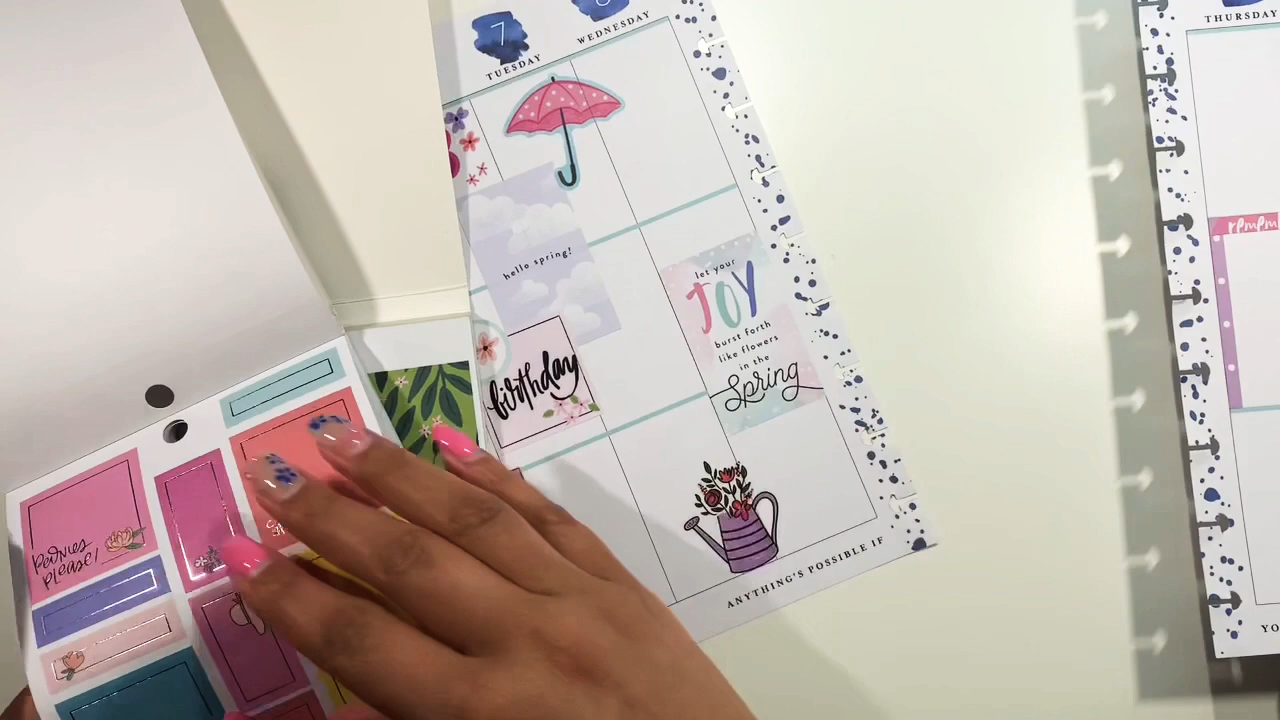 7
TUESDAY
WEDNESDAY
THURSDAY
hello spring!
let your
JOY
burst forth
like flowers
in the
Spring
birthday
peonies
please!
ANYTHING'S POSSIBLE IF
YO